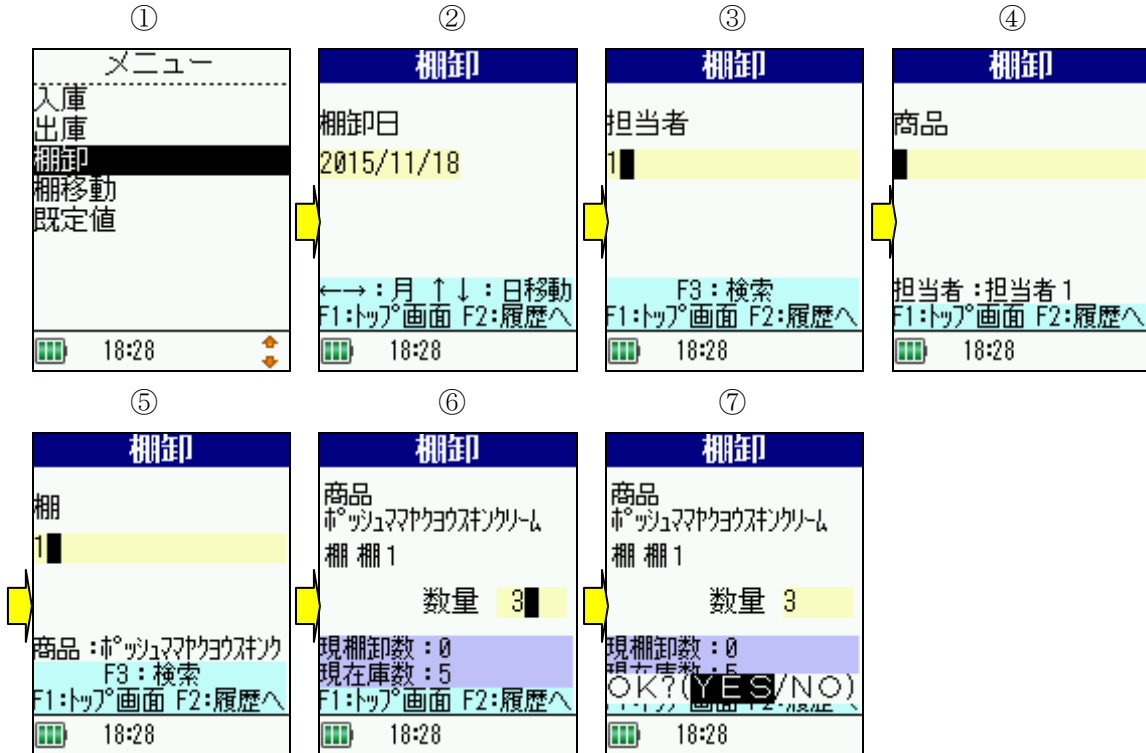 ①
メニュー
入庫
出庫
棚卸
棚移動
既定値
18:28
②
棚卸
棚卸日
2015/11/18
←→：月 ↑↓：日移動
F1:ﾄｯﾌﾟ画面 F2:履歴へ
18:28
③
棚卸
担当者
1
F3：検索
F1:ﾄｯﾌﾟ画面 F2:履歴へ
18:28
④
棚卸
商品
担当者：担当者1
F1:ﾄｯﾌﾟ画面 F2:履歴へ
18:28
⑤
棚卸
棚
1
商品：ﾎﾟｯｼｭﾏﾏﾔｸﾖｳｽｷﾝｸ
F3：検索
F1:ﾄｯﾌﾟ画面 F2:履歴へ
18:28
⑥
棚卸
商品
ﾎﾟｯｼｭﾏﾏﾔｸﾖｳｽｷﾝｸﾘｰﾑ
棚 棚1
数量 3
現棚卸数：0
現在庫数：5
F1:ﾄｯﾌﾟ画面 F2:履歴へ
18:28
⑦
棚卸
商品
ﾎﾟｯｼｭﾏﾏﾔｸﾖｳｽｷﾝｸﾘｰﾑ
棚 棚1
数量 3
現棚卸数：0
現在庫数：5
OK?(YES/NO)
18:28